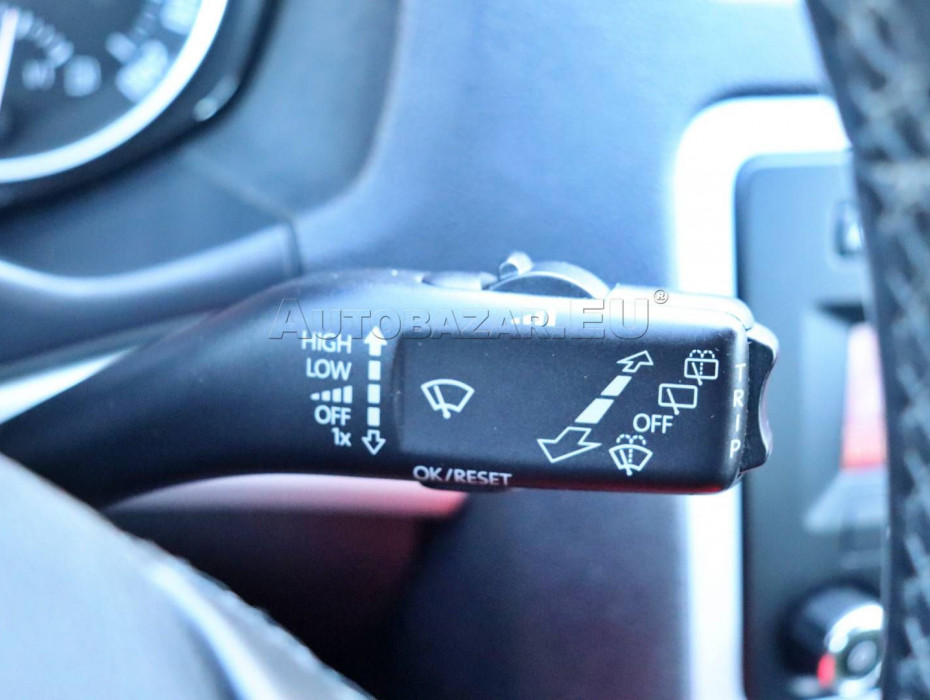 AUTOBAZAR.EU®
HIGH
LOW
OFF
1x
OFF
TRIP
OK/RESET